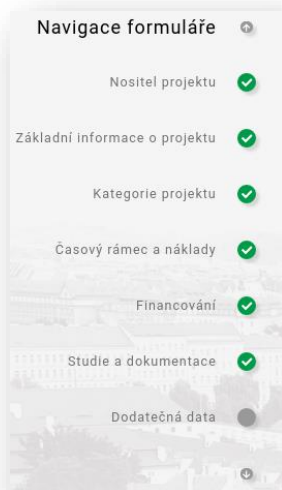 Navigace formuláře
Nositel projektu
Základní informace o projektu
Kategorie projektu
Časový rámec a náklady
Financování
Studie a dokumentace
Dodatečná data